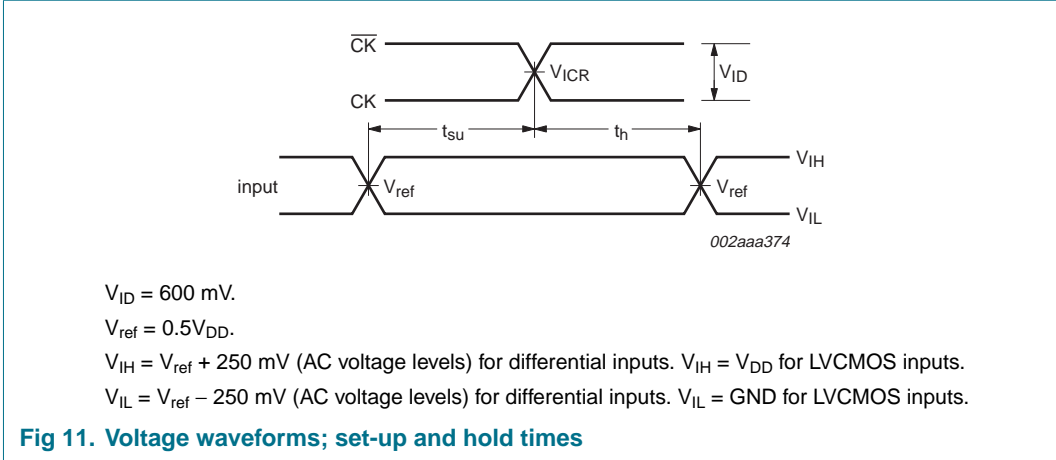 C̅K̅
V_ICR
V_ID
CK
t_su
t_h
V_IH
input
V_ref
V_ref
V_IL
002aaa374
V_ID = 600 mV.
V_ref = 0.5V_DD.
V_IH = V_ref + 250 mV (AC voltage levels) for differential inputs. V_IH = V_DD for LVCMOS inputs.
V_IL = V_ref − 250 mV (AC voltage levels) for differential inputs. V_IL = GND for LVCMOS inputs.
Fig 11. Voltage waveforms; set-up and hold times